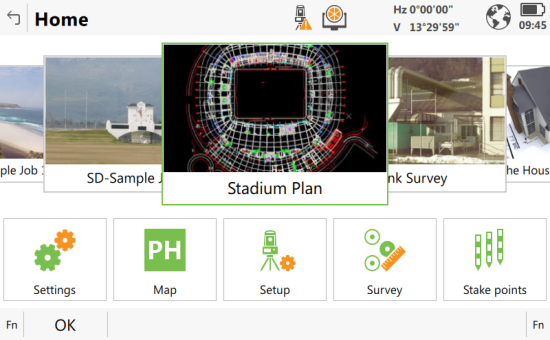 Home
Hz 0°00'00"
V 13°29'59"
09:45
ple Job
SD-Sample J
Stadium Plan
nk Survey
he Hous
Settings
PH
Map
Setup
Survey
Stake points
Fn
OK
Fn